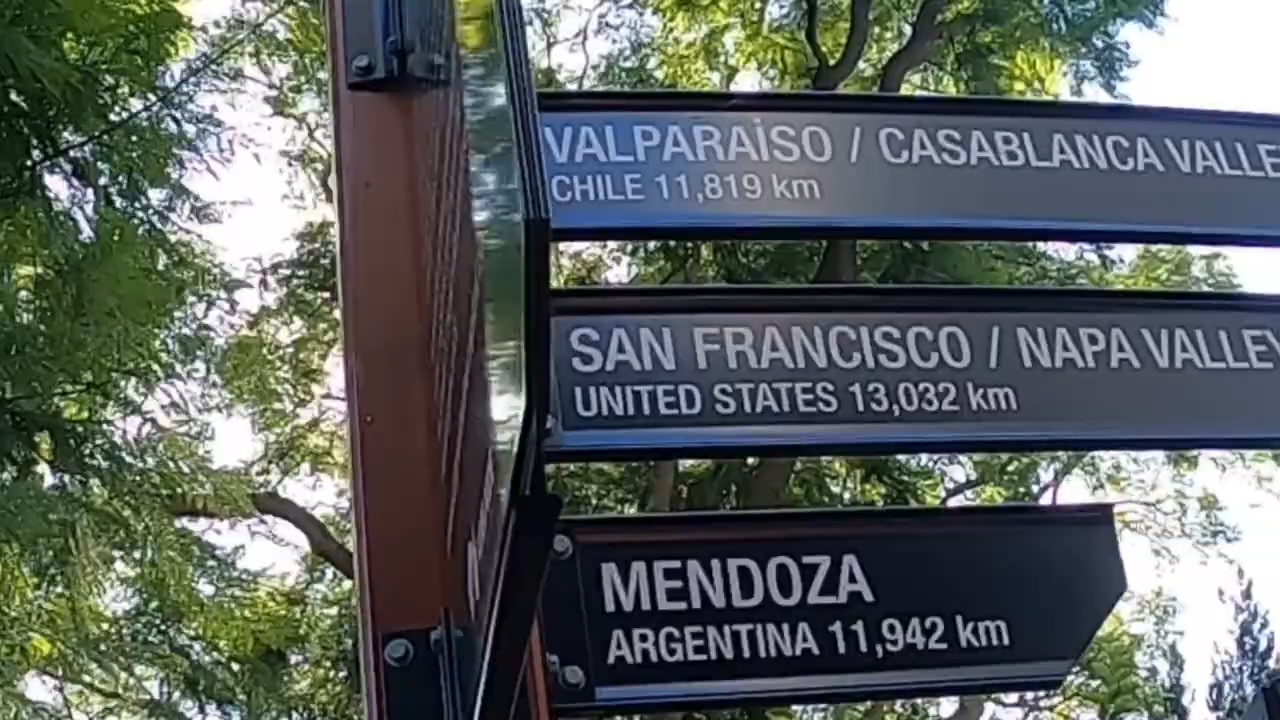 VALPARAÍSO / CASABLANCA VALLE
CHILE 11,819 km
SAN FRANCISCO / NAPA VALLEY
UNITED STATES 13,032 km
MENDOZA
ARGENTINA 11,942 km